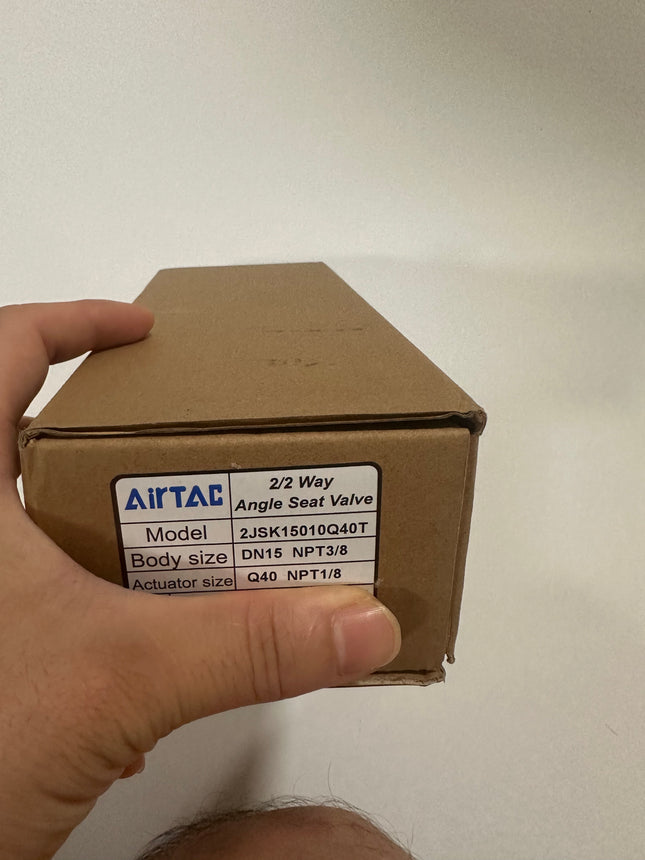 AirTAC
2/2 Way
Angle Seat Valve
Model 2JSK15010Q40T
Body size DN15 NPT3/8
Actuator size Q40 NPT1/8